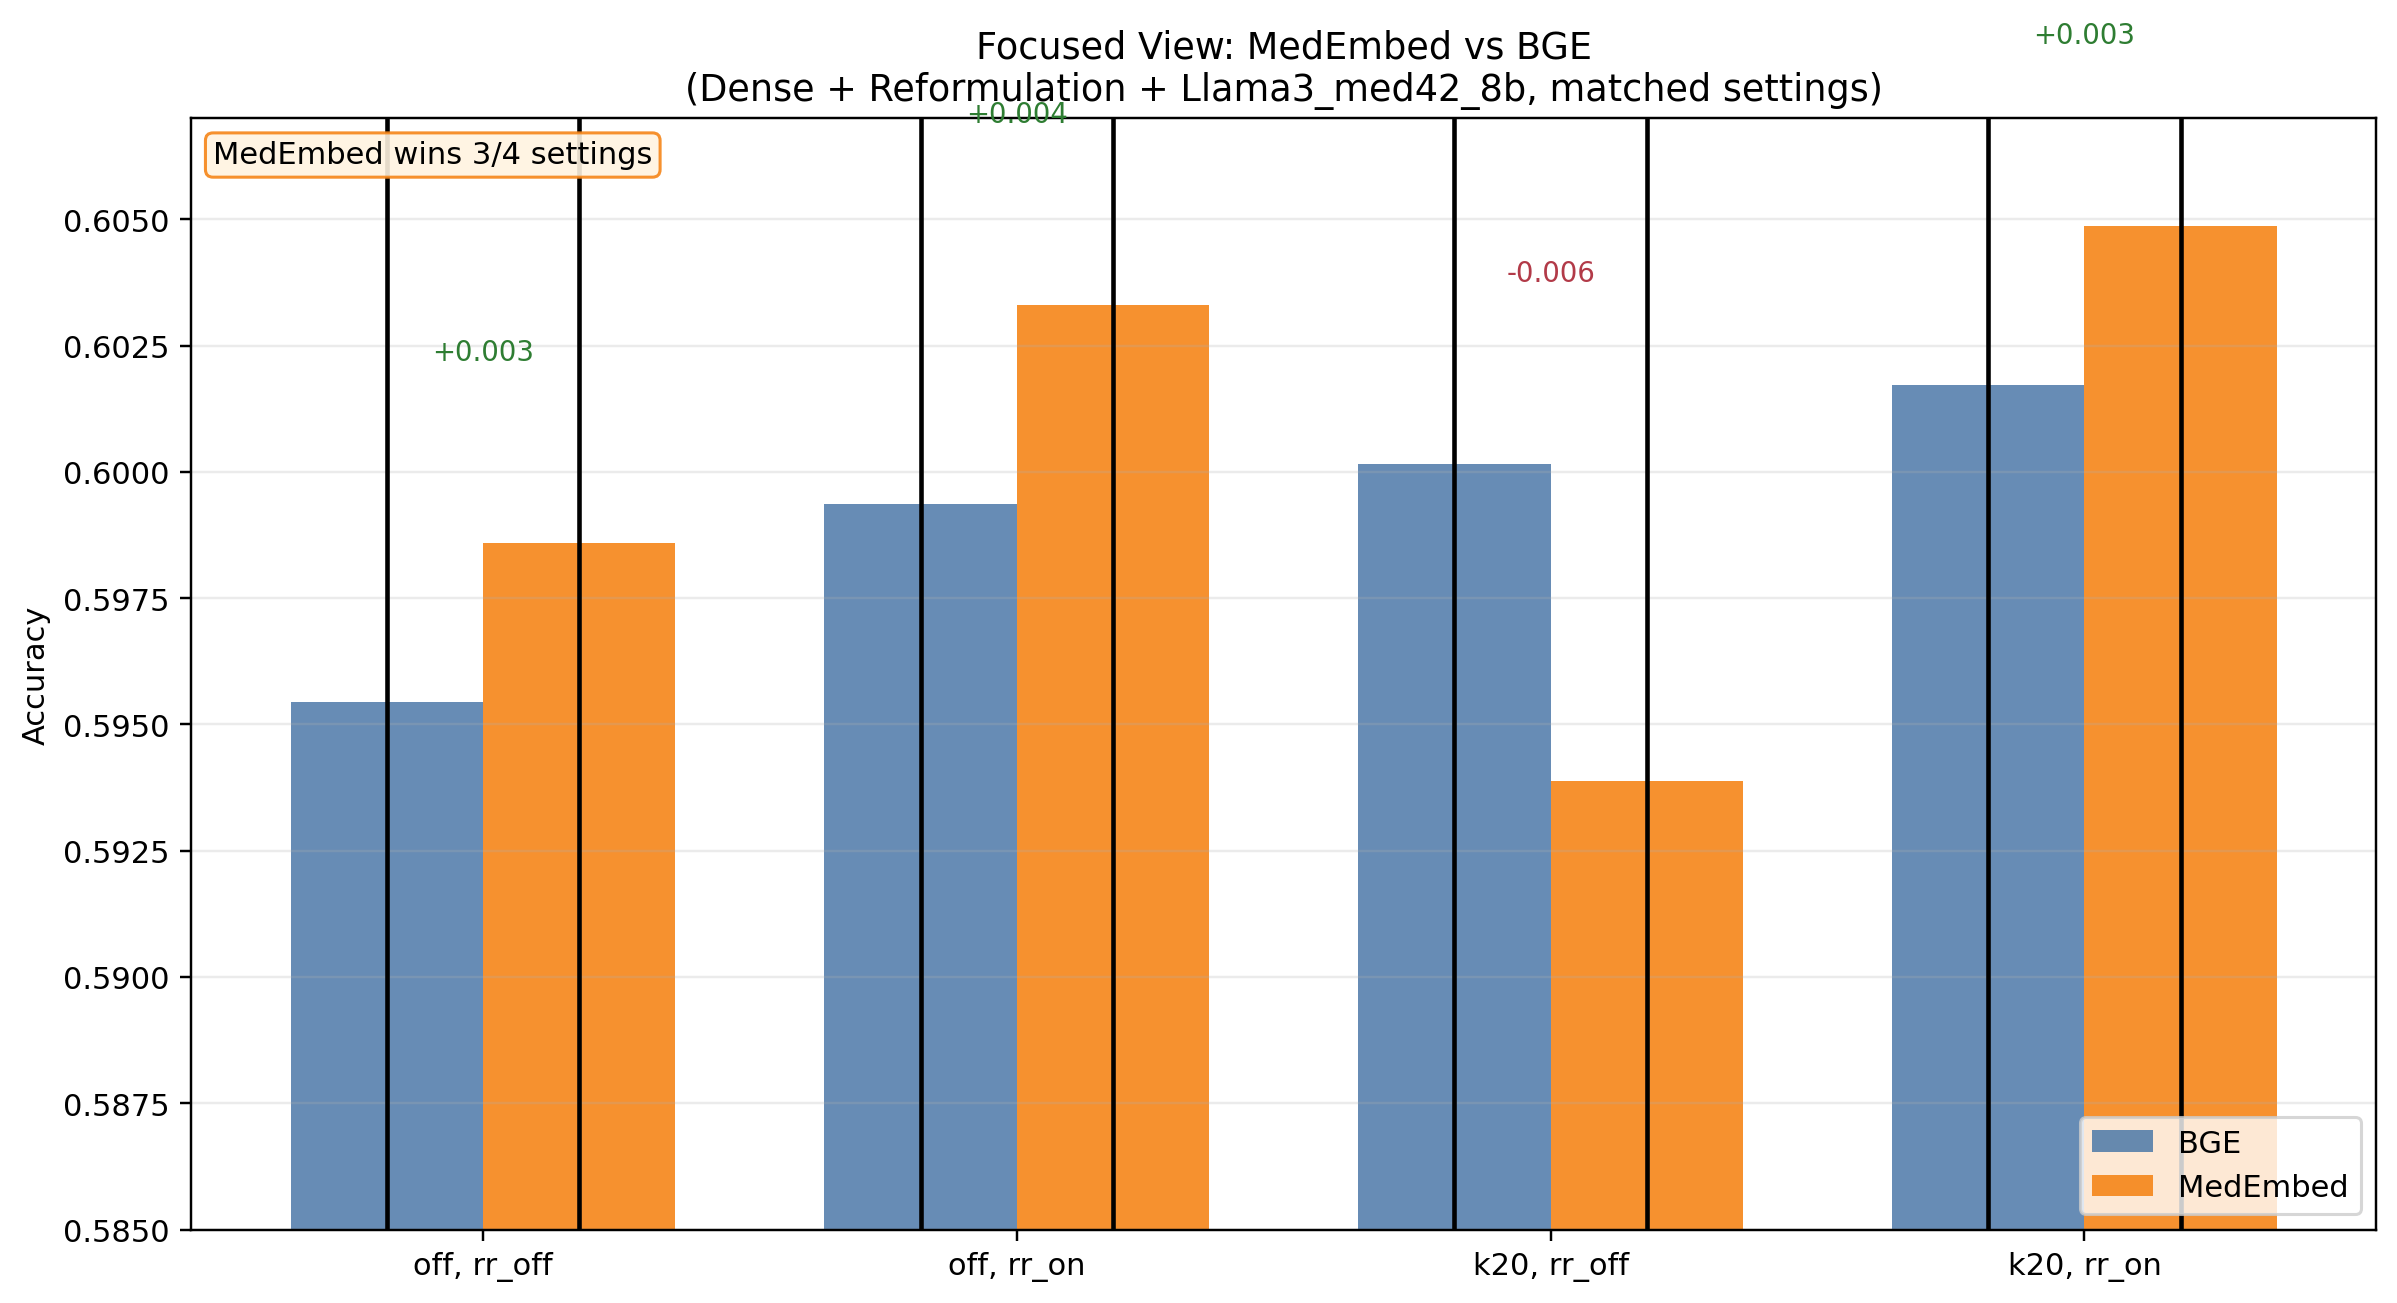 +0.003
Focused View: MedEmbed vs BGE
(Dense + Reformulation + Llama3_med42_8b, matched settings)
+0.004
MedEmbed wins 3/4 settings
0.6050
-0.006
0.6025
+0.003
0.6000
0.5975
0.5950
0.5925
0.5900
0.5875
0.5850
Accuracy
BGE
MedEmbed
off, rr_off
off, rr_on
k20, rr_off
k20, rr_on